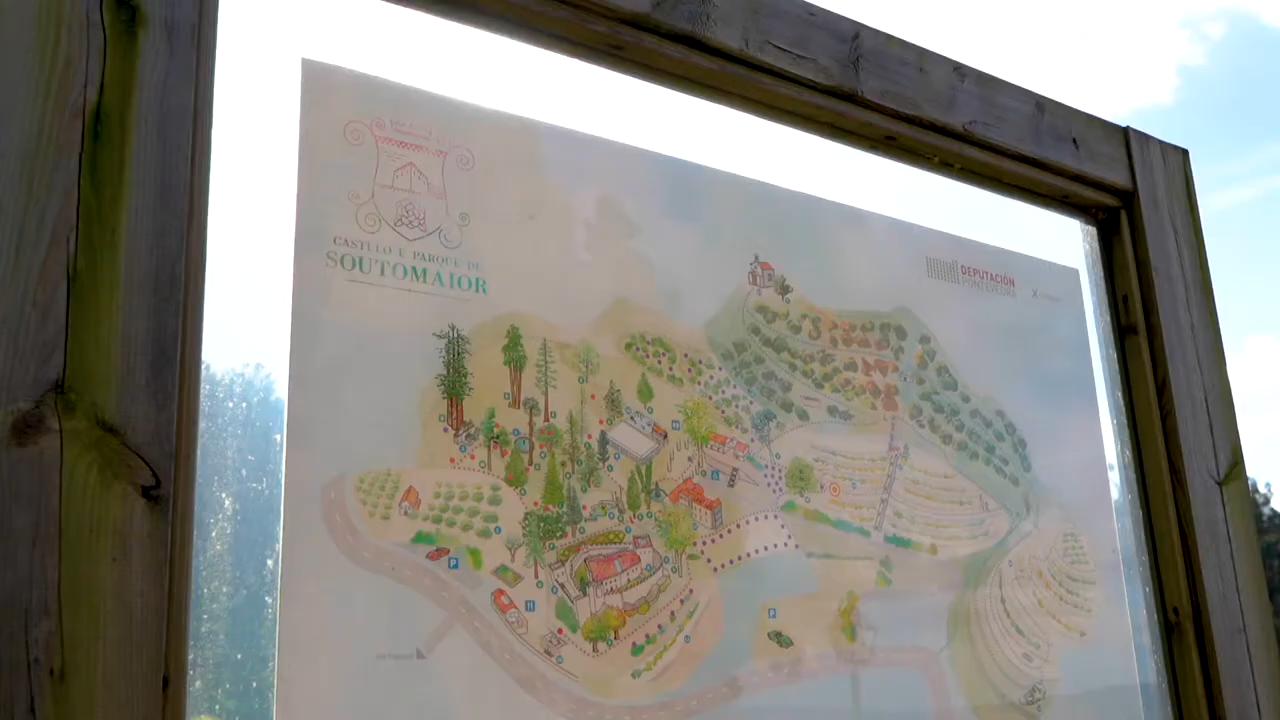 CASTELO E PARQUE DE
SOUTOMAIOR
DEPUTACIÓN
PONTEVEDRA
P
P